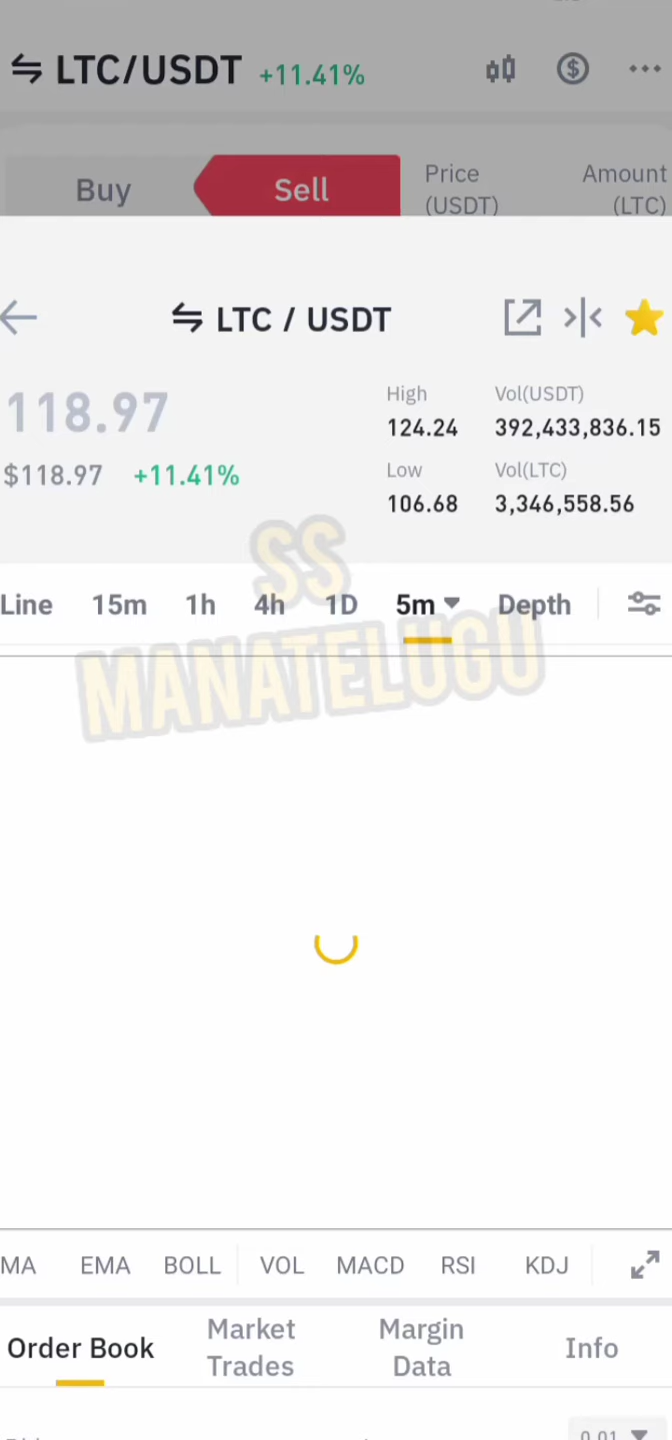 LTC/USDT +11.41%
Buy Sell Price (USDT) Amount (LTC)
LTC / USDT
118.97
$118.97 +11.41%
High
124.24
Low
106.68
Vol(USDT)
392,433,836.15
Vol(LTC)
3,346,558.56
SS
MANATELUGU
Line 15m 1h 4h 1D 5m Depth
MA EMA BOLL VOL MACD RSI KDJ
Order Book
Market
Trades
Margin
Data
Info
0.01